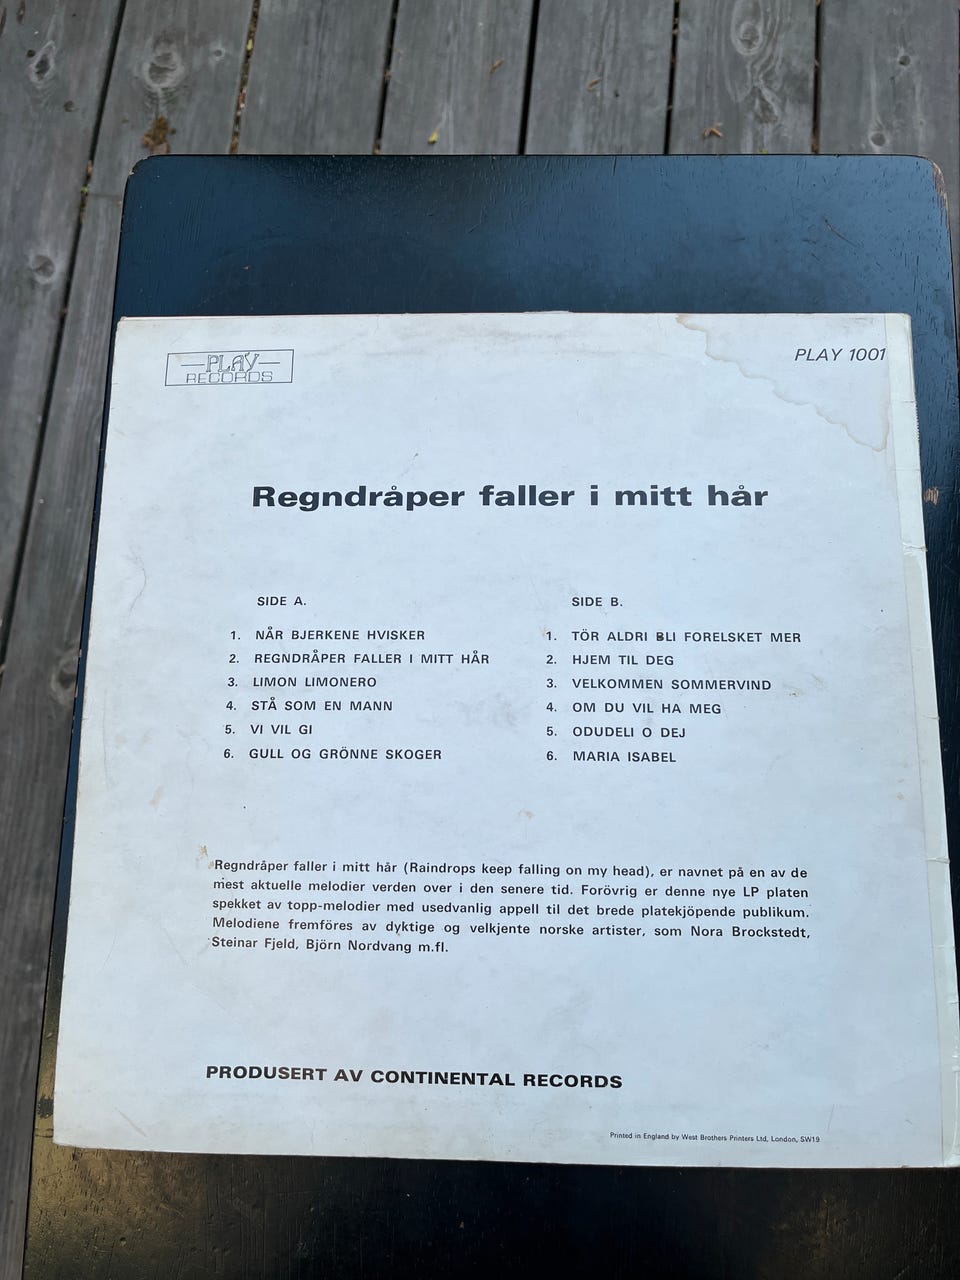 PLAY
RECORDS
PLAY 1001
Regndråper faller i mitt hår
SIDE A.
1. NÅR BJERKENE HVISKER
2. REGNDRÅPER FALLER I MITT HÅR
3. LIMON LIMONERO
4. STÅ SOM EN MANN
5. VI VIL GI
6. GULL OG GRÖNNE SKOGER
SIDE B.
1. TÖR ALDRI BLI FORELSKET MER
2. HJEM TIL DEG
3. VELKOMMEN SOMMERVIND
4. OM DU VIL HA MEG
5. ODUDELI O DEJ
6. MARIA ISABEL
Regndråper faller i mitt hår (Raindrops keep falling on my head), er navnet på en av de
mest aktuelle melodier verden over i den senere tid. Forövrig er denne nye LP platen
spekket av topp-melodier med usedvanlig appell til det brede platekjöpende publikum.
Melodiene fremföres av dyktige og velkjente norske artister, som Nora Brockstedt,
Steinar Fjeld, Björn Nordvang m.fl.
PRODUSERT AV CONTINENTAL RECORDS
Printed in England by West Brothers Printers Ltd, London, SW19